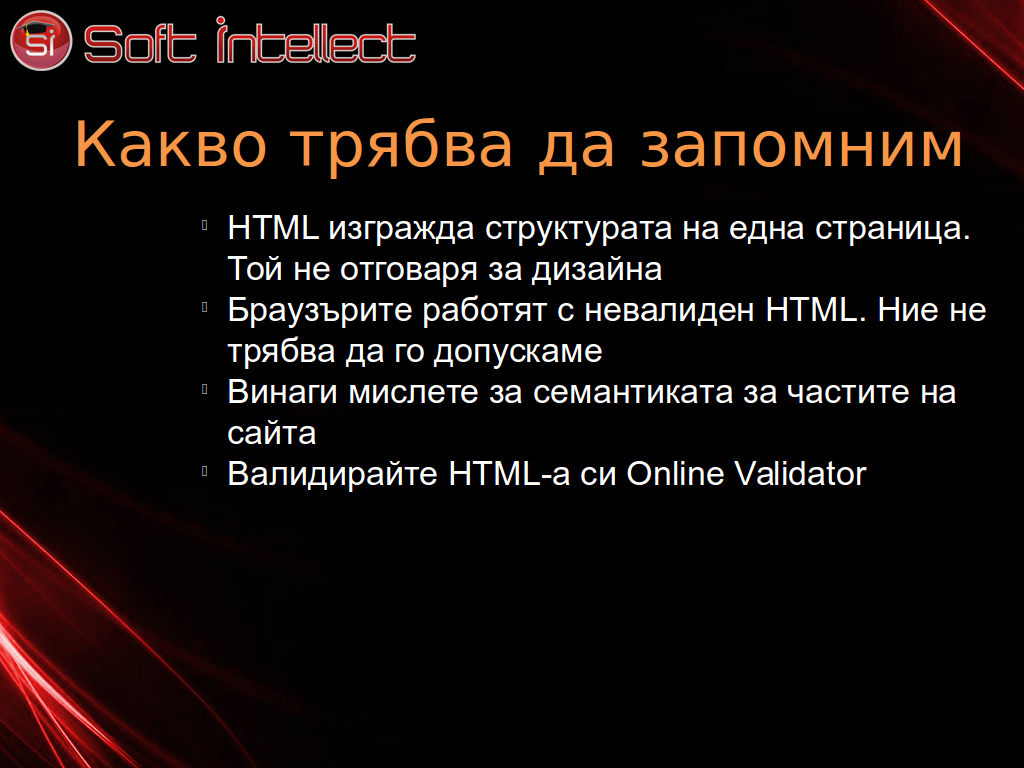 Si Soft Intellect
Какво трябва да запомним
HTML изгражда структурата на една страница.
Той не отговаря за дизайна
Браузърите работят с невалиден HTML. Ние не
трябва да го допускаме
Винаги мислете за семантиката за частите на
сайта
Валидирайте HTML-а си Online Validator